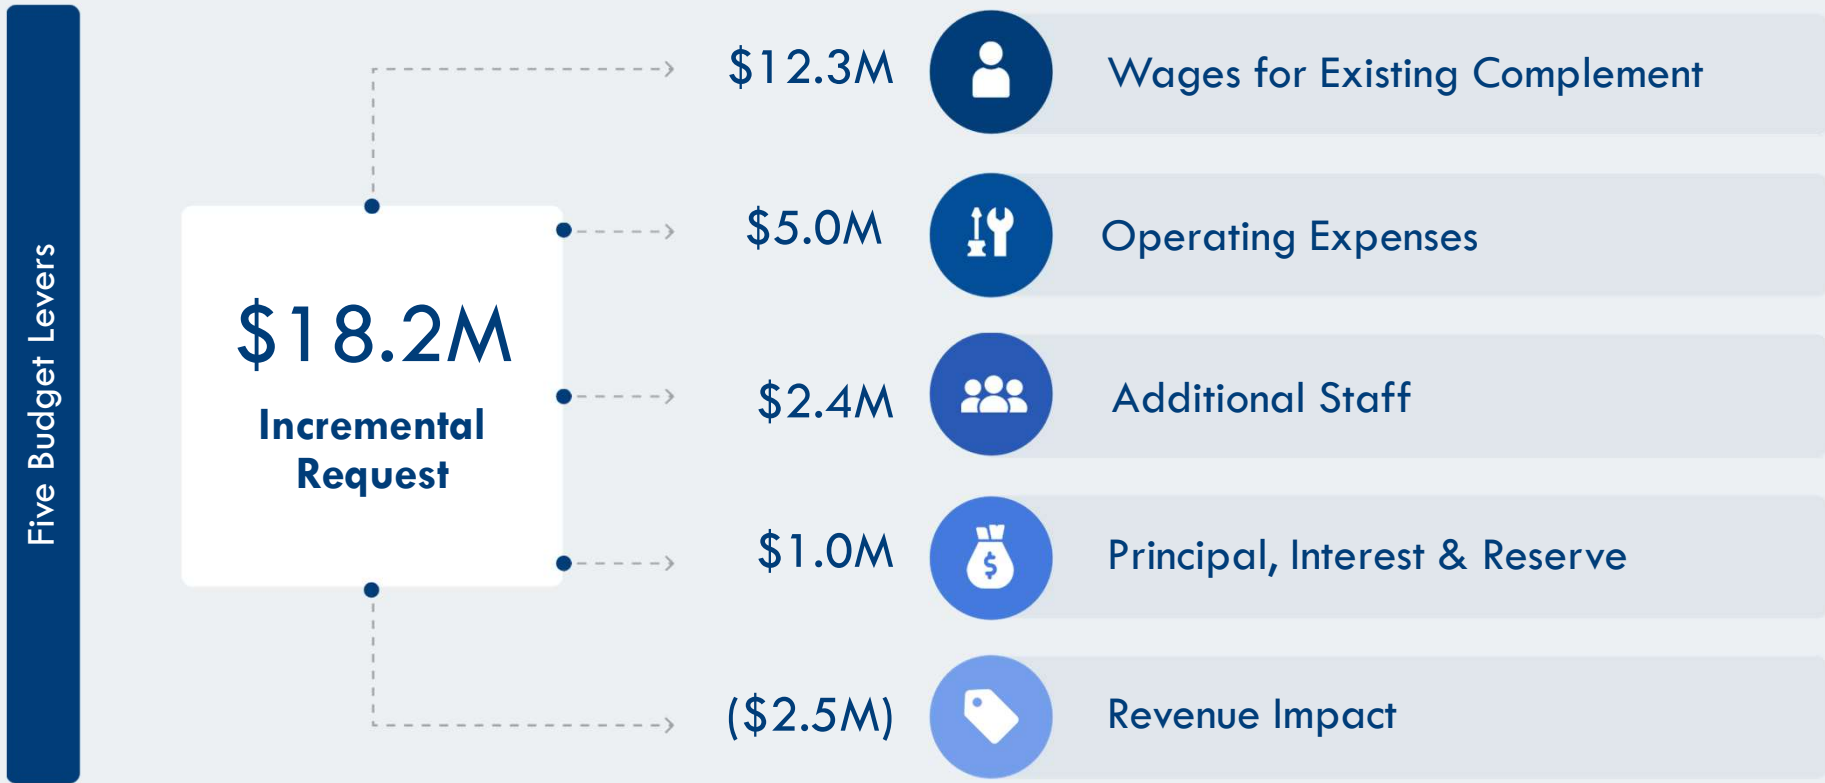 Five Budget Levers
$18.2M
Incremental
Request
$12.3M Wages for Existing Complement
$5.0M Operating Expenses
$2.4M Additional Staff
$1.0M Principal, Interest & Reserve
($2.5M) Revenue Impact